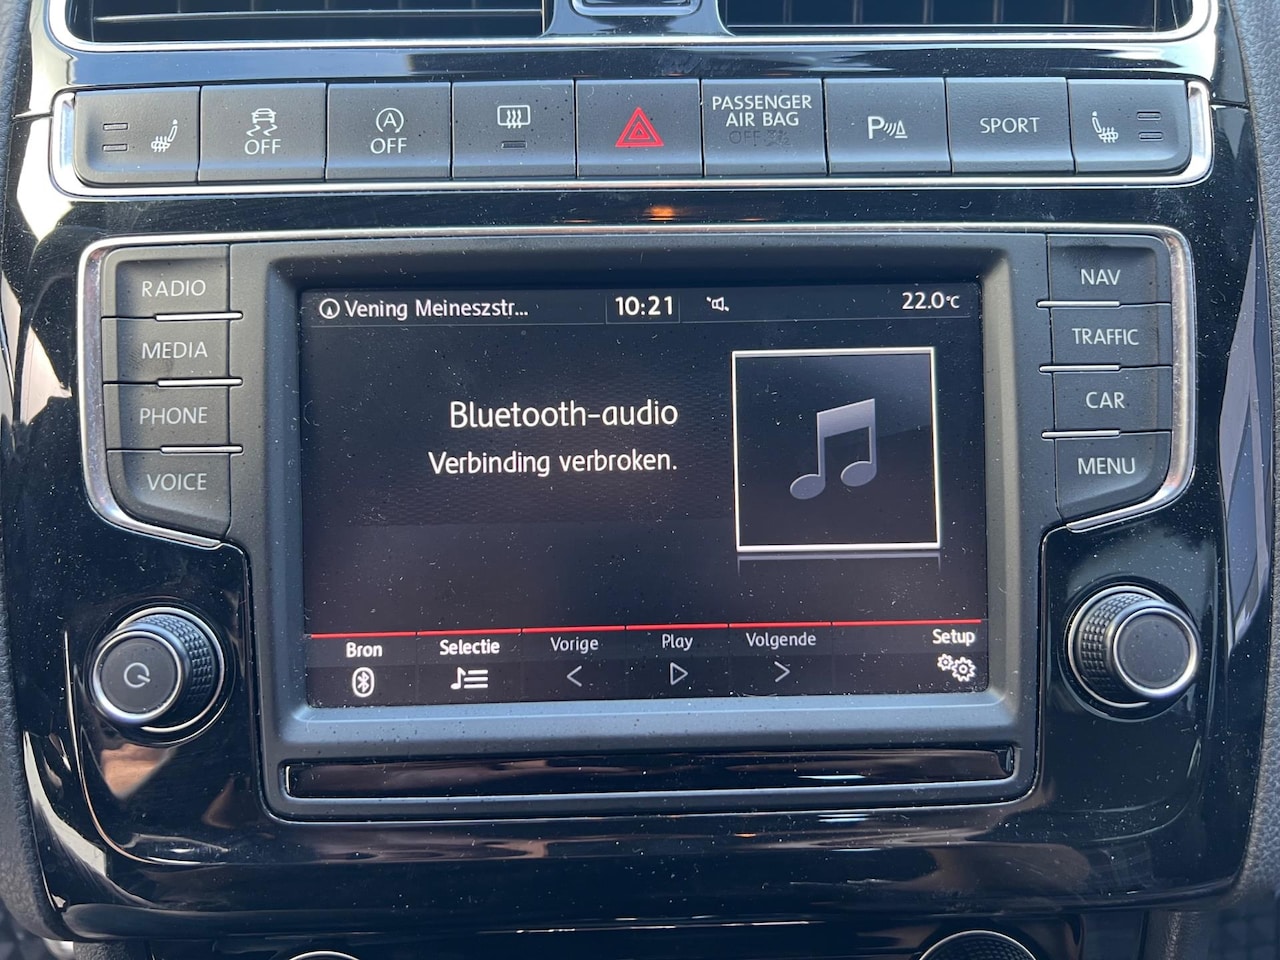 OFF
A
OFF
PASSENGER
AIR BAG
OFF
P
SPORT
RADIO
MEDIA
PHONE
VOICE
NAV
TRAFFIC
CAR
MENU
Vening Meineszstr...
10:21
22.0°C
Bluetooth-audio
Verbinding verbroken.
Bron
Selectie
Vorige
Play
Volgende
Setup